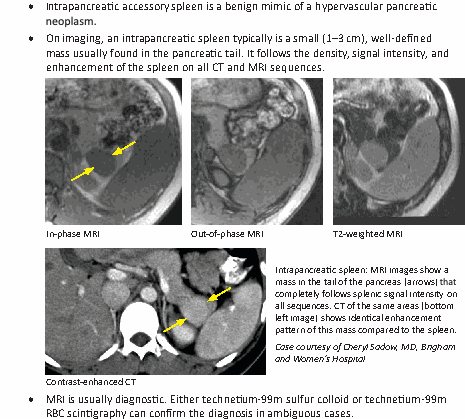 • Intrapancreatic accessory spleen is a benign mimic of a hypervascular pancreatic
neoplasm.
• On imaging, an intrapancreatic spleen typically is a small (1–3 cm), well-defined
mass usually found in the pancreatic tail. It follows the density, signal intensity, and
enhancement of the spleen on all CT and MRI sequences.
In-phase MRI
Out-of-phase MRI
T2-weighted MRI
Intrapancreatic spleen: MRI images show a
mass in the tail of the pancreas (arrows) that
completely follows splenic signal intensity on
all sequences. CT of the same areas (bottom
left image) shows identical enhancement
pattern of this mass compared to the spleen.
Case courtesy of Cheryl Sadow, MD, Brigham
and Women's Hospital
Contrast-enhanced CT
• MRI is usually diagnostic. Either technetium-99m sulfur colloid or technetium-99m
RBC scintigraphy can confirm the diagnosis in ambiguous cases.